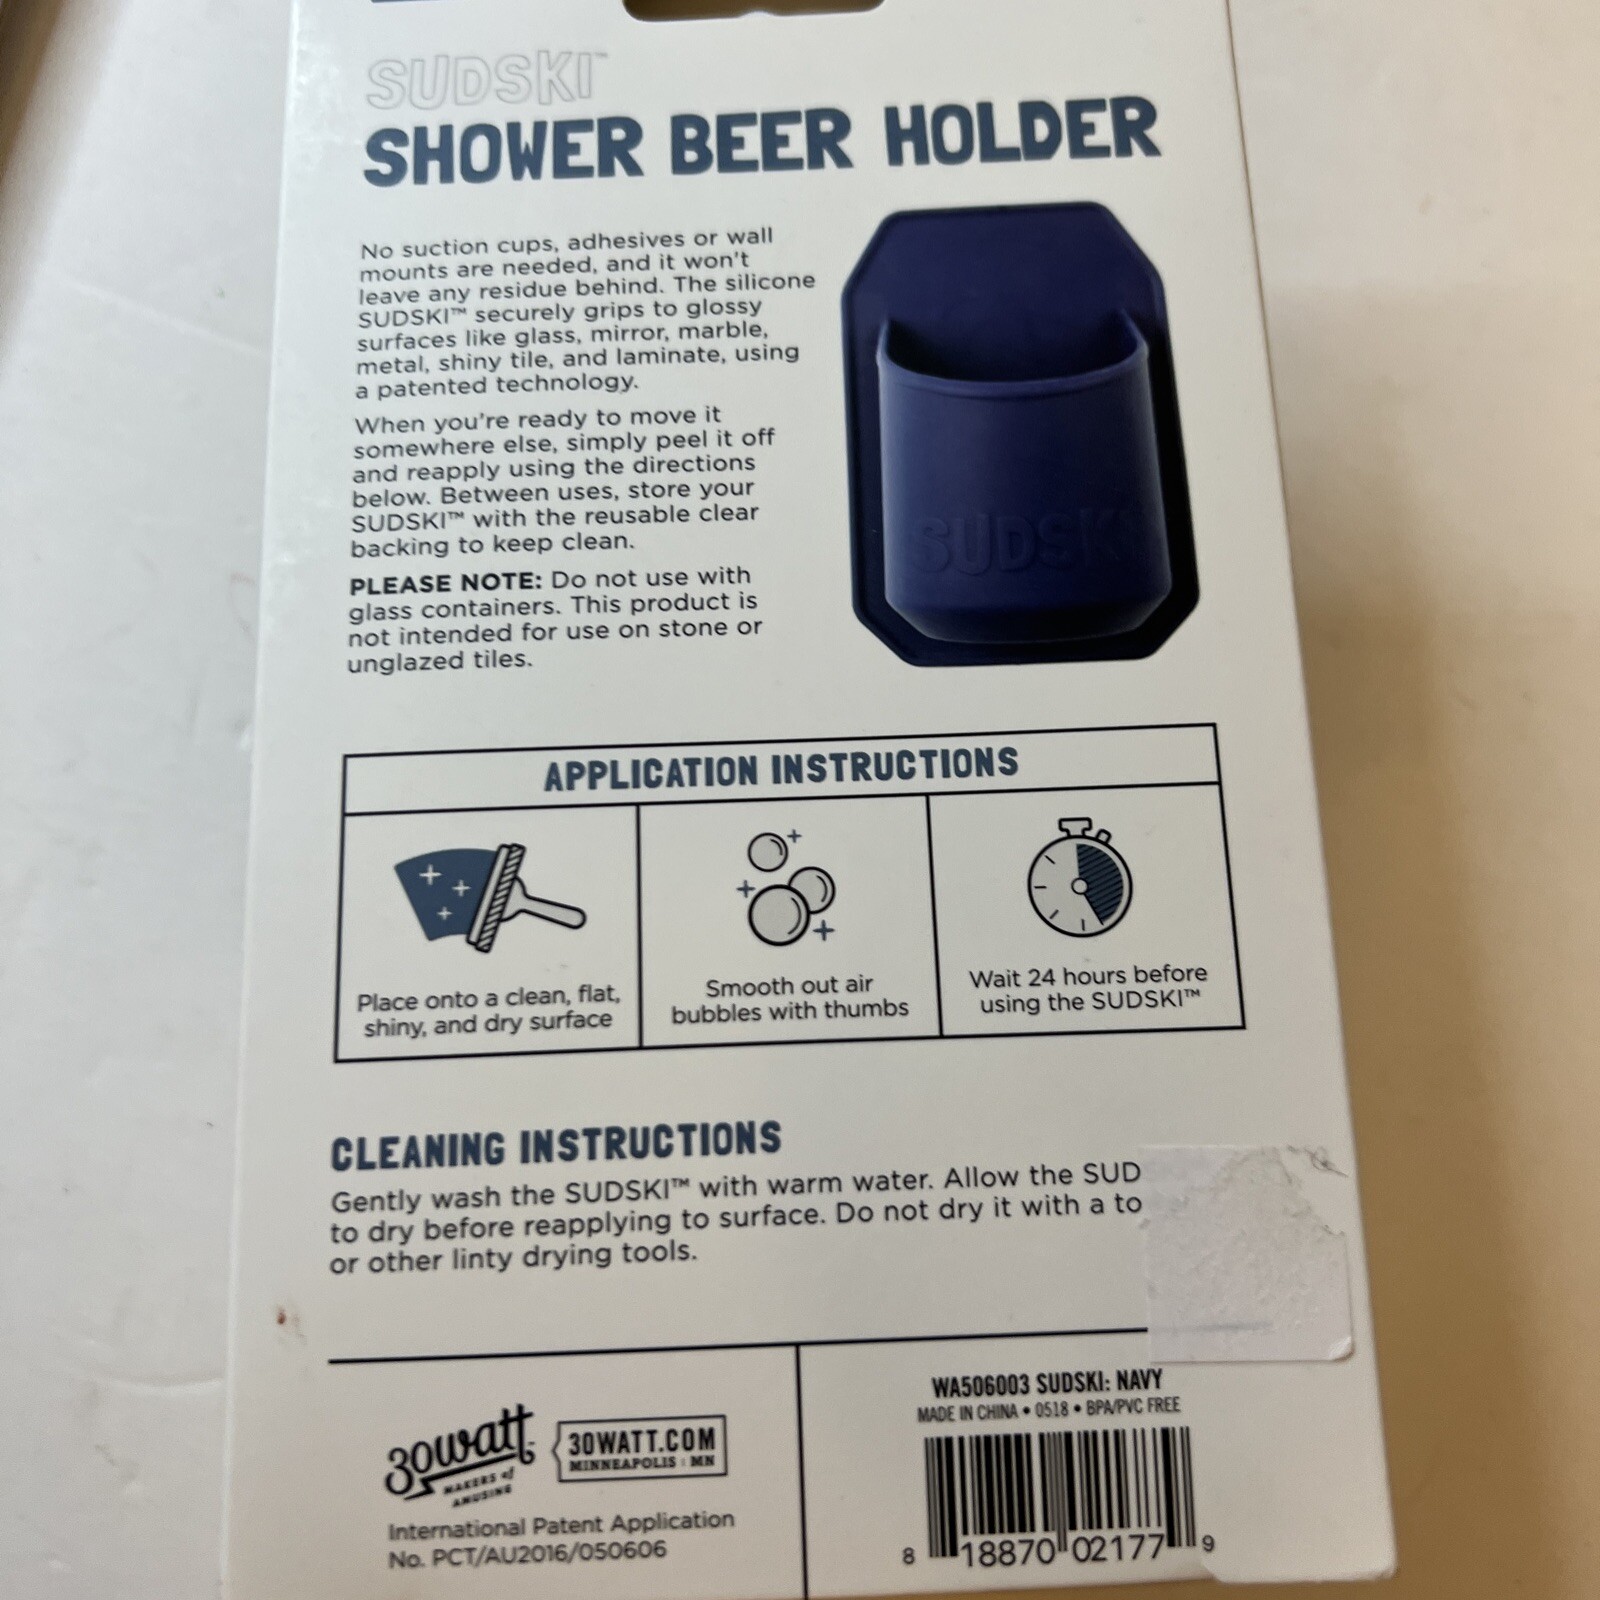 SUDSKI™
SHOWER BEER HOLDER
No suction cups, adhesives or wall
mounts are needed, and it won't
leave any residue behind. The silicone
SUDSKI™ securely grips to glossy
surfaces like glass, mirror, marble,
metal, shiny tile, and laminate, using
a patented technology.
When you're ready to move it
somewhere else, simply peel it off
and reapply using the directions
below. Between uses, store your
SUDSKI™ with the reusable clear
backing to keep clean.
PLEASE NOTE: Do not use with
glass containers. This product is
not intended for use on stone or
unglazed tiles.
SUDSKI
APPLICATION INSTRUCTIONS
Place onto a clean, flat,
shiny, and dry surface
Smooth out air
bubbles with thumbs
Wait 24 hours before
using the SUDSKI™
CLEANING INSTRUCTIONS
Gently wash the SUDSKI™ with warm water. Allow the SUD
to dry before reapplying to surface. Do not dry it with a to
or other linty drying tools.
30watt
MAKERS of
AMUSING
30WATT.COM
MINNEAPOLIS MN
International Patent Application
No. PCT/AU2016/050606
WA506003 SUDSKI: NAVY
MADE IN CHINA • 0518 • BPA/PVC FREE
8 18870 02177 9